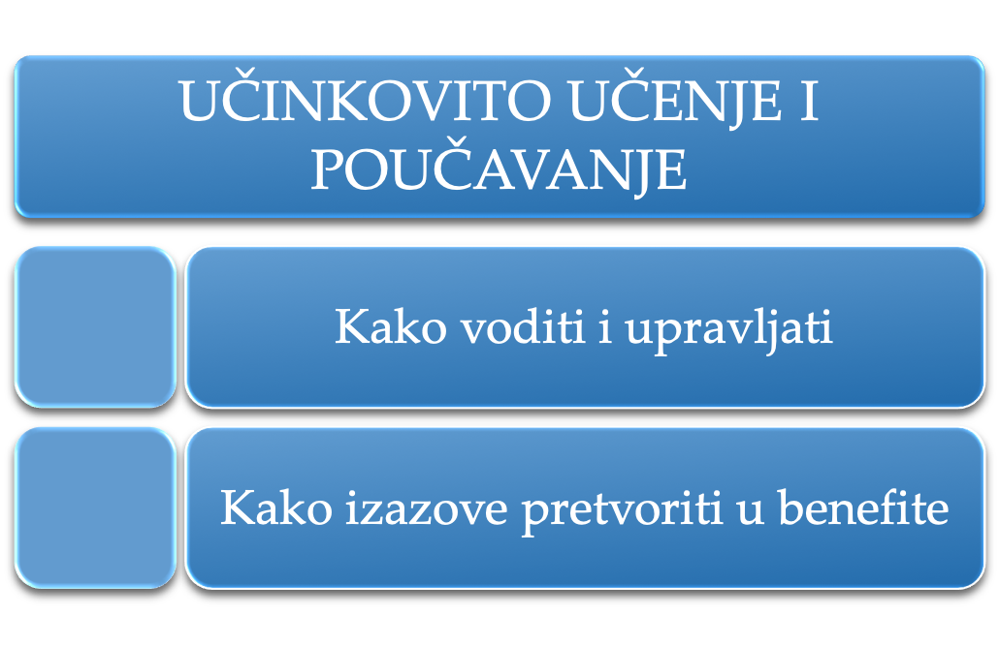 UČINKOVITO UČENJE I
POUČAVANJE
Kako voditi i upravljati
Kako izazove pretvoriti u benefite